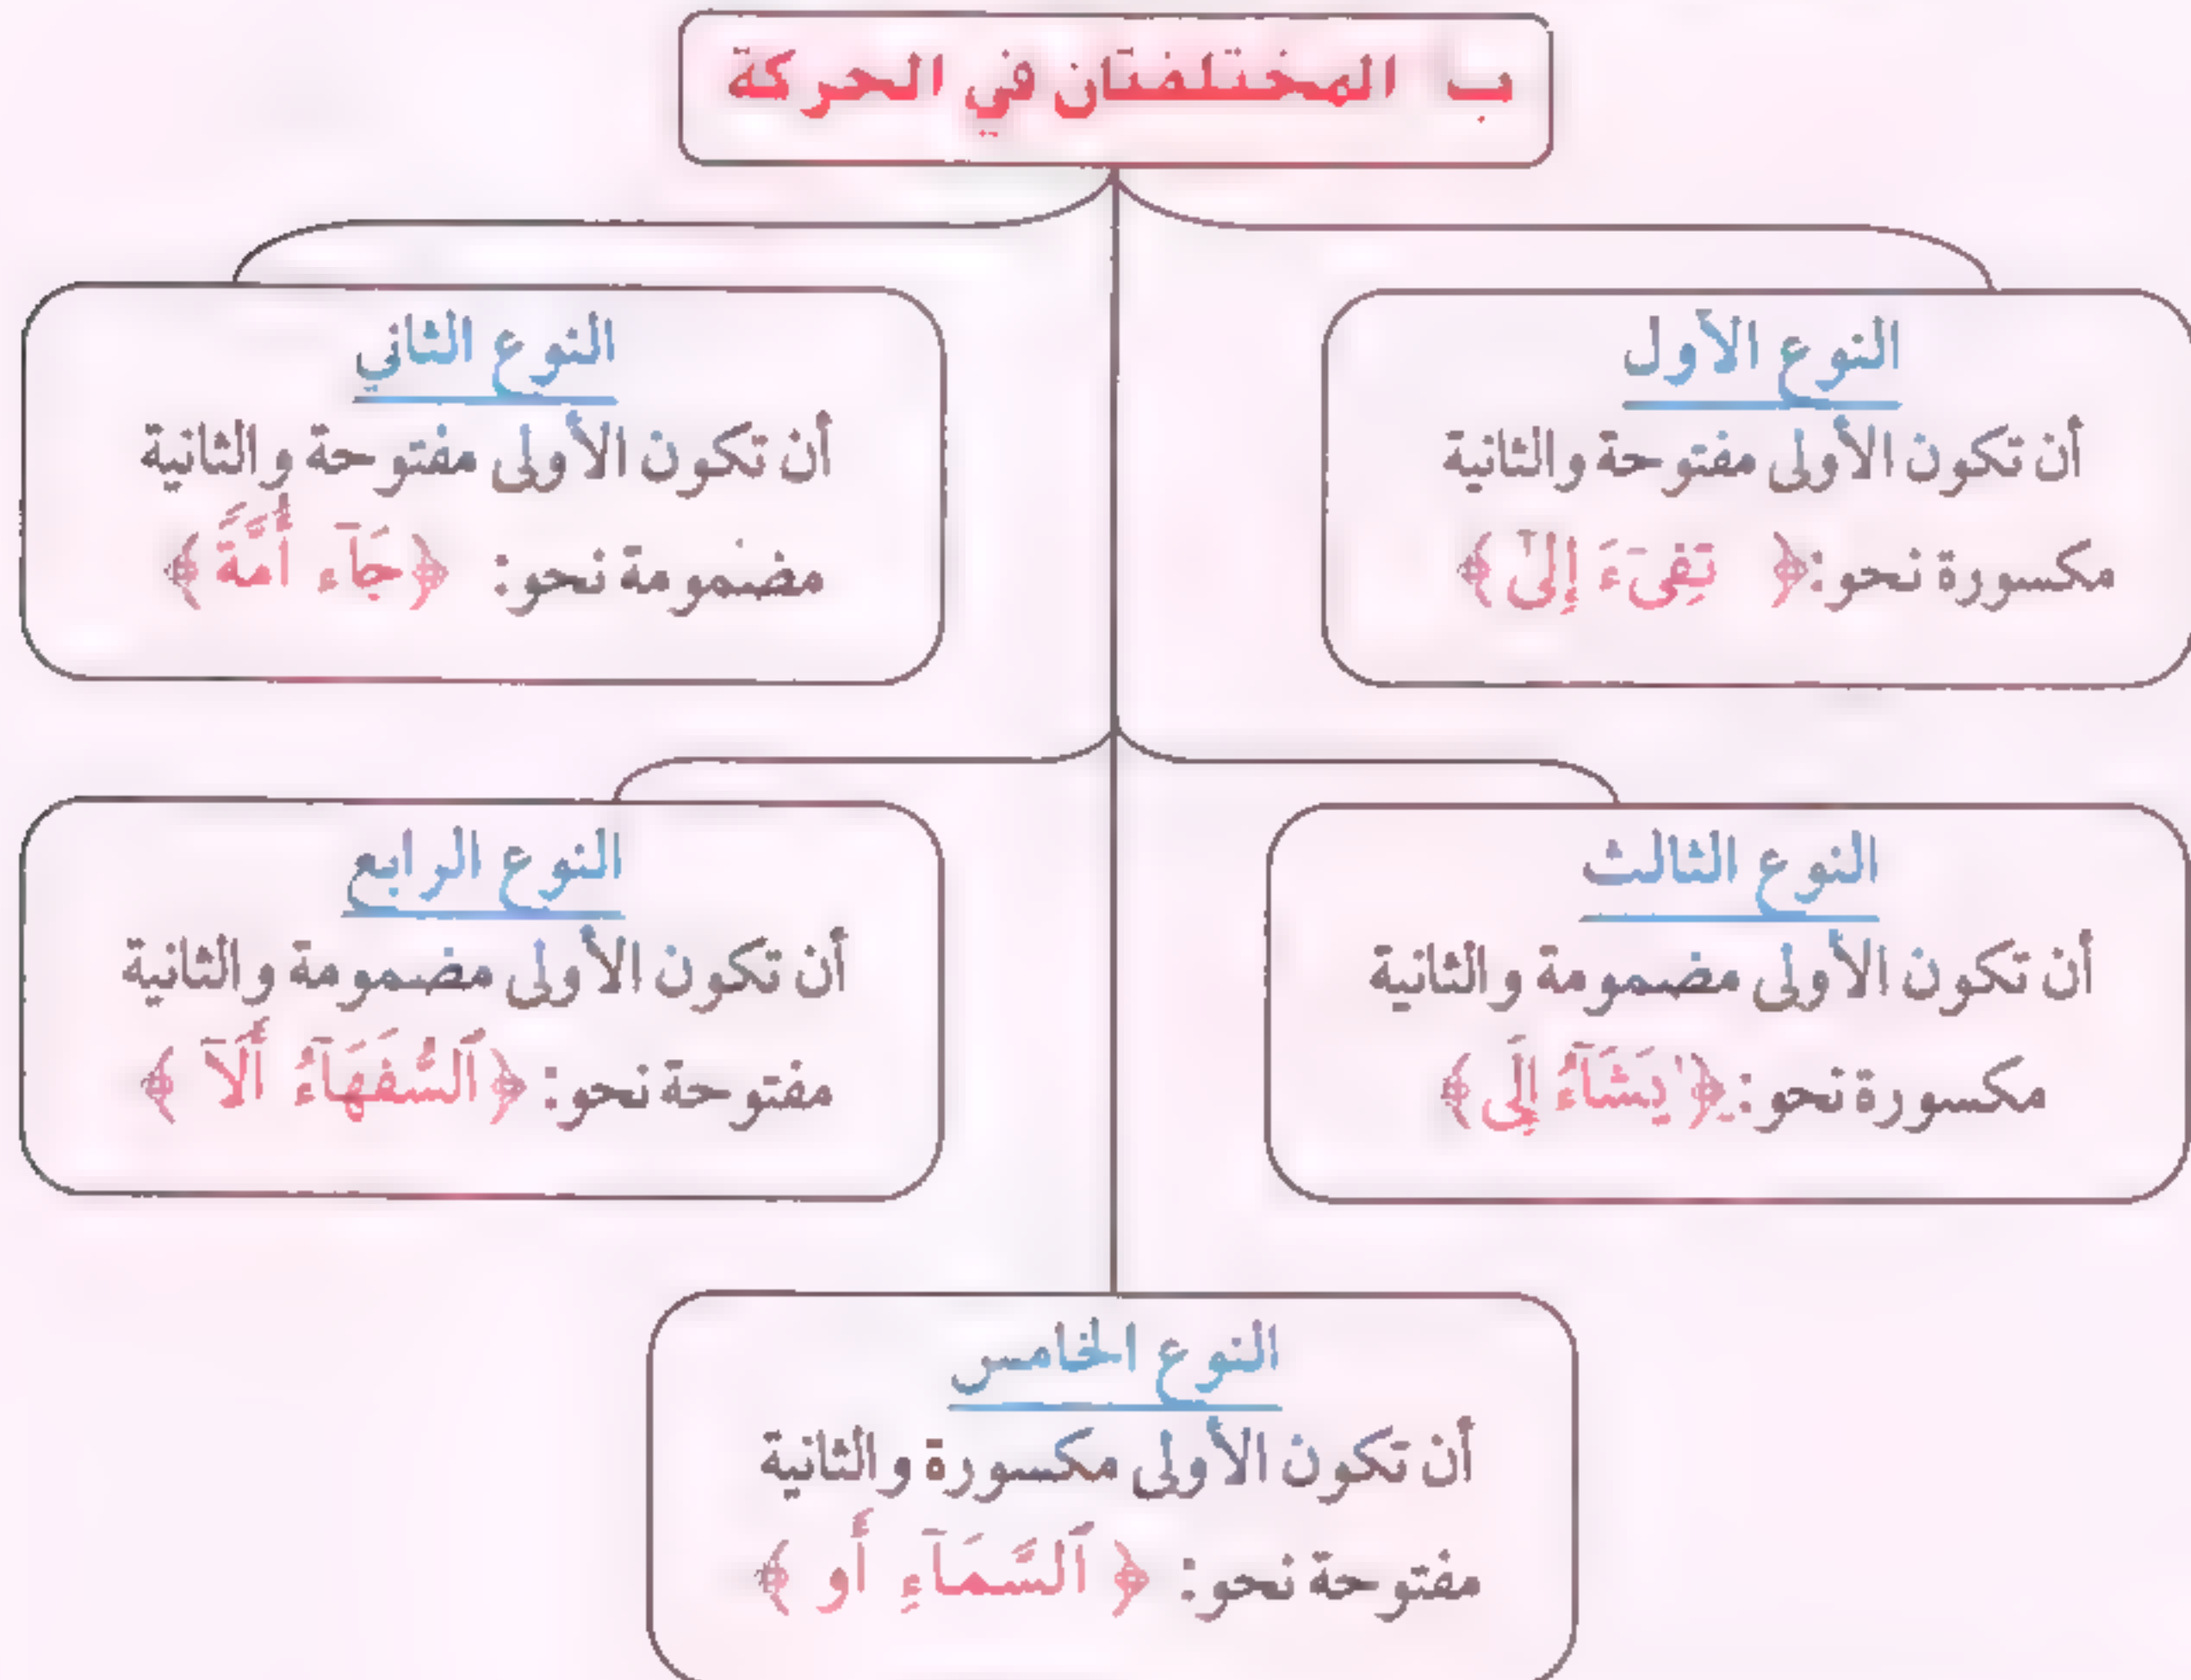 ب المختلفتان في الحركة
النوع الأول
أن تكون الأولى مفتوحة والثانية
مكسورة نحو: ﴿ تَفِىٓءَ إِلَىٰٓ ﴾
النوع الثاني
أن تكون الأولى مفتوحة والثانية
مضمومة نحو: ﴿جَآءَ أُمَّةً ﴾
النوع الثالث
أن تكون الأولى مضمومة والثانية
مكسورة نحو: ﴿يَشَآءُ إِلَى﴾
النوع الرابع
أن تكون الأولى مضمومة والثانية
مفتوحة نحو: ﴿ٱلسُّفَهَآءُ أَلَآ ﴾
النوع الخامس
أن تكون الأولى مكسورة والثانية
مفتوحة نحو: ﴿ ٱلسَّمَآءِ أَو ﴾